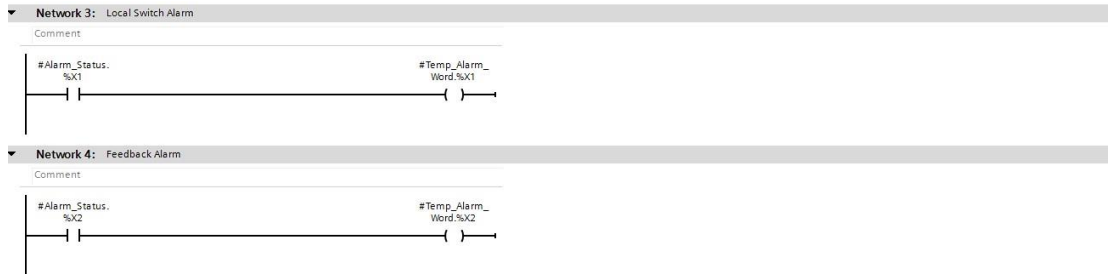 Network 3: Local Switch Alarm
Comment
#Alarm_Status.
%X1
#Temp_Alarm_
Word.%X1
Network 4: Feedback Alarm
Comment
#Alarm_Status.
%X2
#Temp_Alarm_
Word.%X2